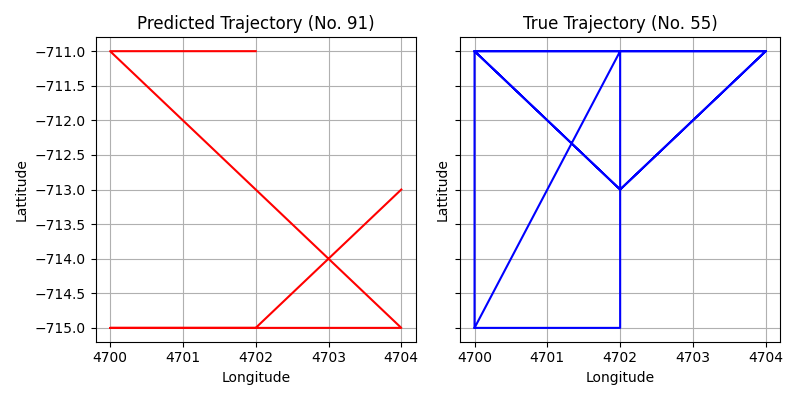 Predicted Trajectory (No. 91)
−711.0
−711.5
−712.0
−712.5
−713.0
−713.5
−714.0
−714.5
−715.0
Lattitude
4700 4701 4702 4703 4704
Longitude
True Trajectory (No. 55)
Lattitude
4700 4701 4702 4703 4704
Longitude